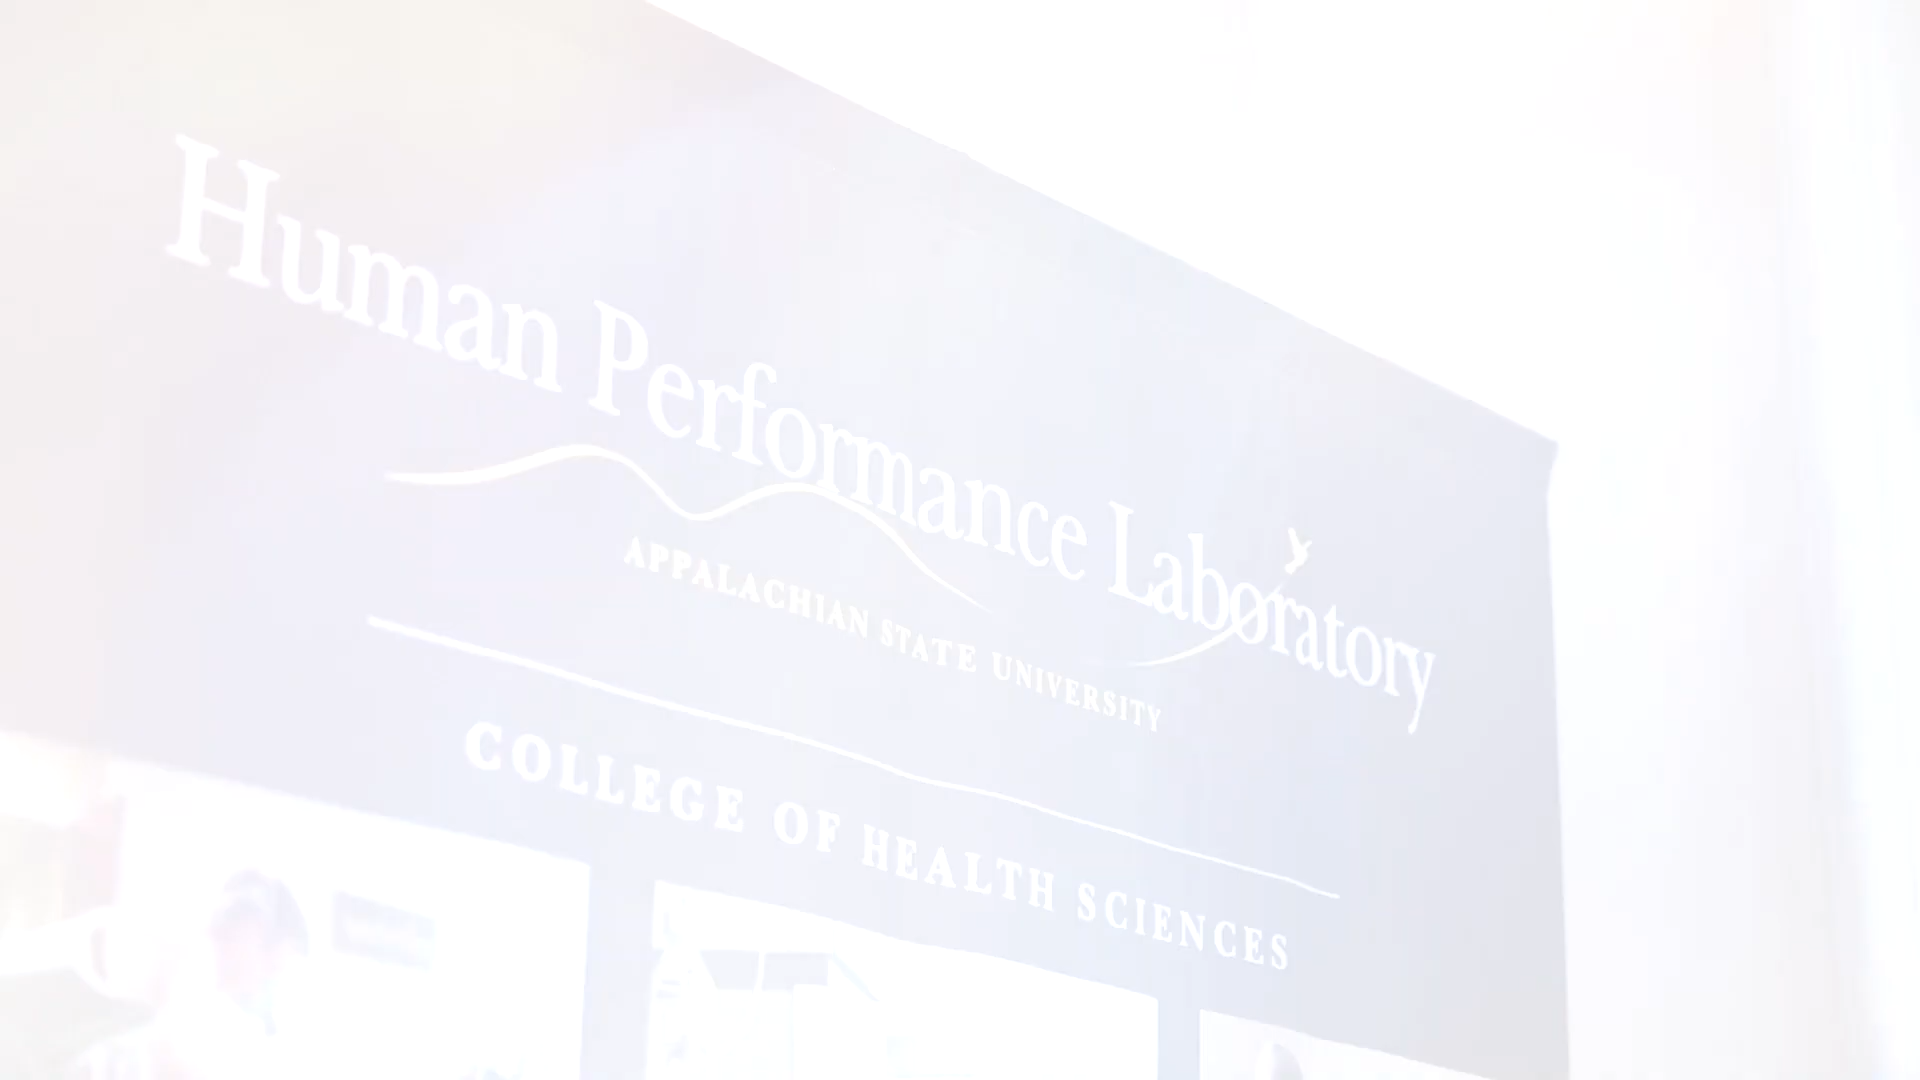 Human Performance Laboratory
APPALACHIAN STATE UNIVERSITY
COLLEGE OF HEALTH SCIENCES